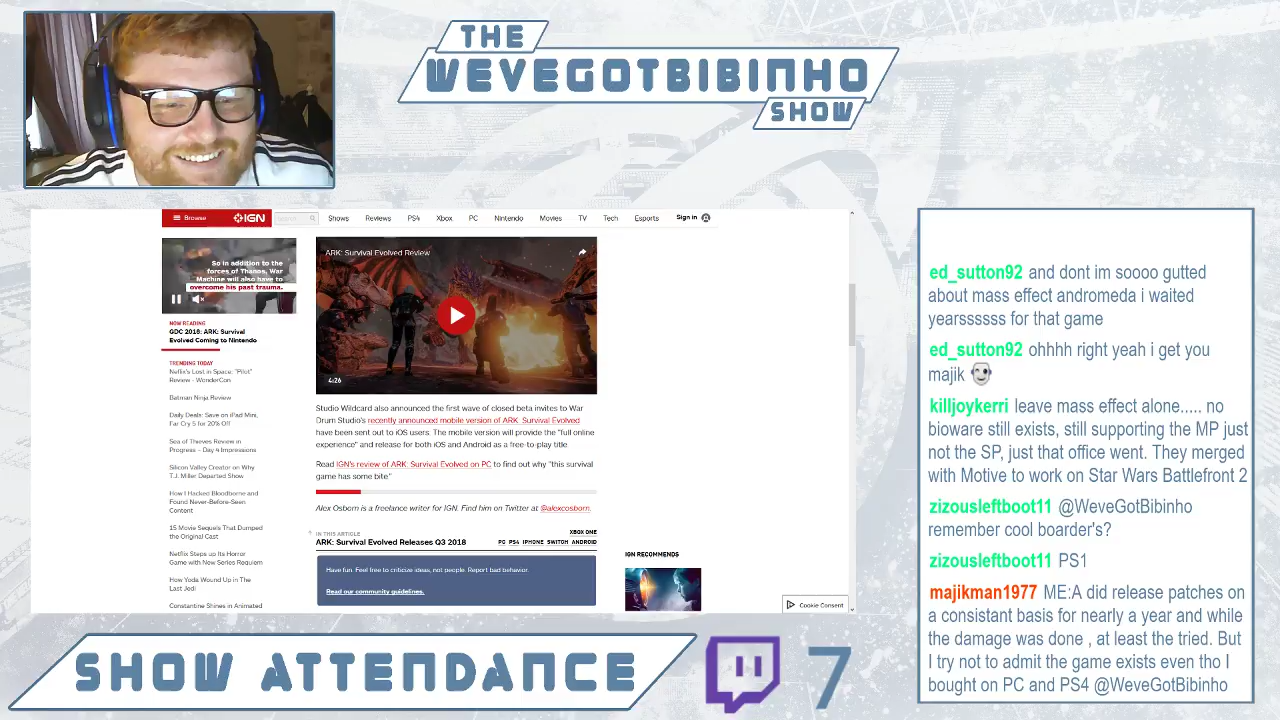 THE
WEVEGOTBIBINHO
SHOW
Browse
IGN
Search
Shows
Reviews
PS4
Xbox
PC
Nintendo
Movies
TV
Tech
Esports
Sign in
So in addition to the
forces of Thanos, War
Machine will also have to
overcome his past trauma.
NOW READING
GDC 2018: ARK: Survival
Evolved Coming to Nintendo
TRENDING TODAY
Neflix's Lost in Space: "Pilot"
Review - WonderCon
Batman Ninja Review
Daily Deals: Save on iPad Mini,
Far Cry 5 for 20% Off
Sea of Thieves Review in
Progress – Day 4 Impressions
Silicon Valley Creator on Why
T.J. Miller Departed Show
How I Hacked Bloodborne and
Found Never-Before-Seen
Content
15 Movie Sequels That Dumped
the Original Cast
Netflix Steps up Its Horror
Game with New Series Requiem
How Yoda Wound Up in The
Last Jedi
Constantine Shines in Animated
ARK: Survival Evolved Review
4:26
Studio Wildcard also announced the first wave of closed beta invites to War
Drum Studio's recently announced mobile version of ARK: Survival Evolved
have been sent out to iOS users. The mobile version will provide the "full online
experience" and release for both iOS and Android as a free-to-play title.
Read IGN's review of ARK: Survival Evolved on PC to find out why "this survival
game has some bite."
Alex Osborn is a freelance writer for IGN. Find him on Twitter at @alexcosborn.
IN THIS ARTICLE
ARK: Survival Evolved Releases Q3 2018
XBOX ONE
PC PS4 IPHONE SWITCH ANDROID
Have fun. Feel free to criticize ideas, not people. Report bad behavior.
Read our community guidelines.
IGN RECOMMENDS
Cookie Consent
ed_sutton92 and dont im soooo gutted
about mass effect andromeda i waited
yearssssss for that game
ed_sutton92 ohhhh right yeah i get you
majik
killjoykerri leave mass effect alone..... no
bioware still exists, still supporting the MP just
not the SP, just that office went. They merged
with Motive to work on Star Wars Battlefront 2
zizousleftboot11 @WeveGotBibinho
remember cool boarder's?
zizousleftboot11 PS1
majikman1977 ME:A did release patches on
a consistant basis for nearly a year and while
the damage was done , at least the tried. But
I try not to admit the game exists even tho I
bought on PC and PS4 @WeveGotBibinho
SHOW ATTENDANCE
7